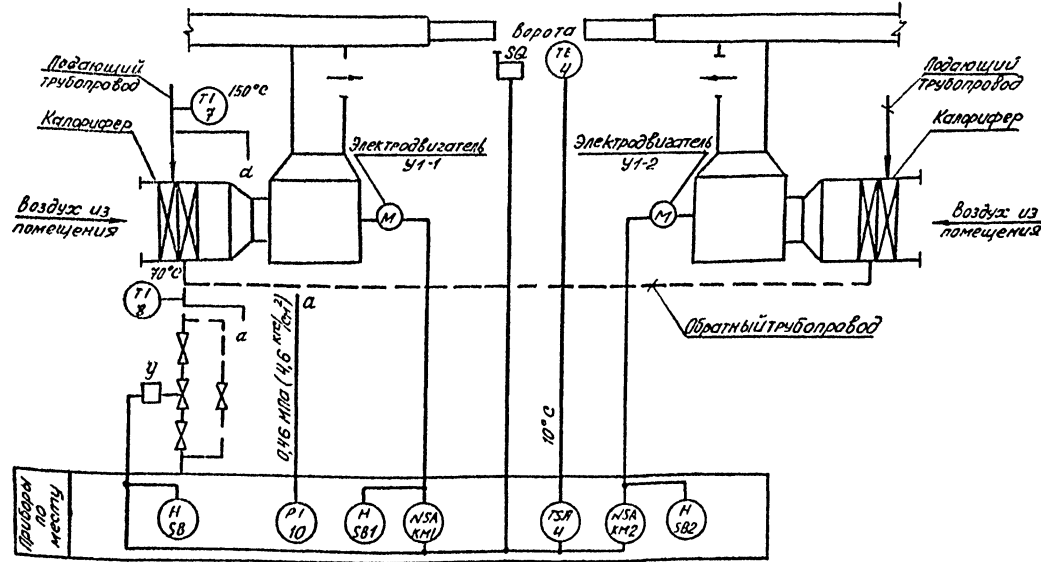 ворота
SQ
TE
4
Подающий
трубопровод
TI
7
150°C
Калорифер
а
Электродвигатель
У1-1
Электродвигатель
У1-2
Подающий
трубопровод
Калорифер
Воздух из
помещения
M
M
Воздух из
помещения
70°C
TI
8
а
а
Обратный трубопровод
У
0,46 МПа (4,6 кгс/см²)
10°C
Приборы
по
месту
H
SB
PI
10
H
SB1
NSA
KM1
TSA
4
NSA
KM2
H
SB2